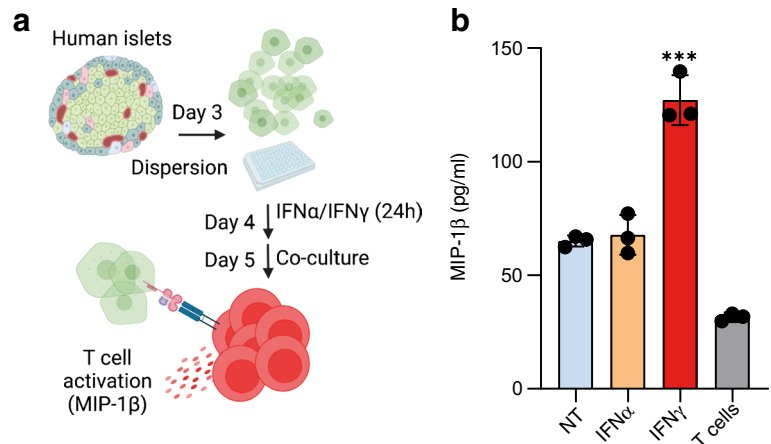 a
Human islets
Day 3
Dispersion
Day 4
IFNα/IFNγ (24h)
Day 5
Co-culture
T cell
activation
(MIP-1β)
b
MIP-1β (pg/ml)
150
100
50
0
***
NT
IFNα
IFNγ
T cells